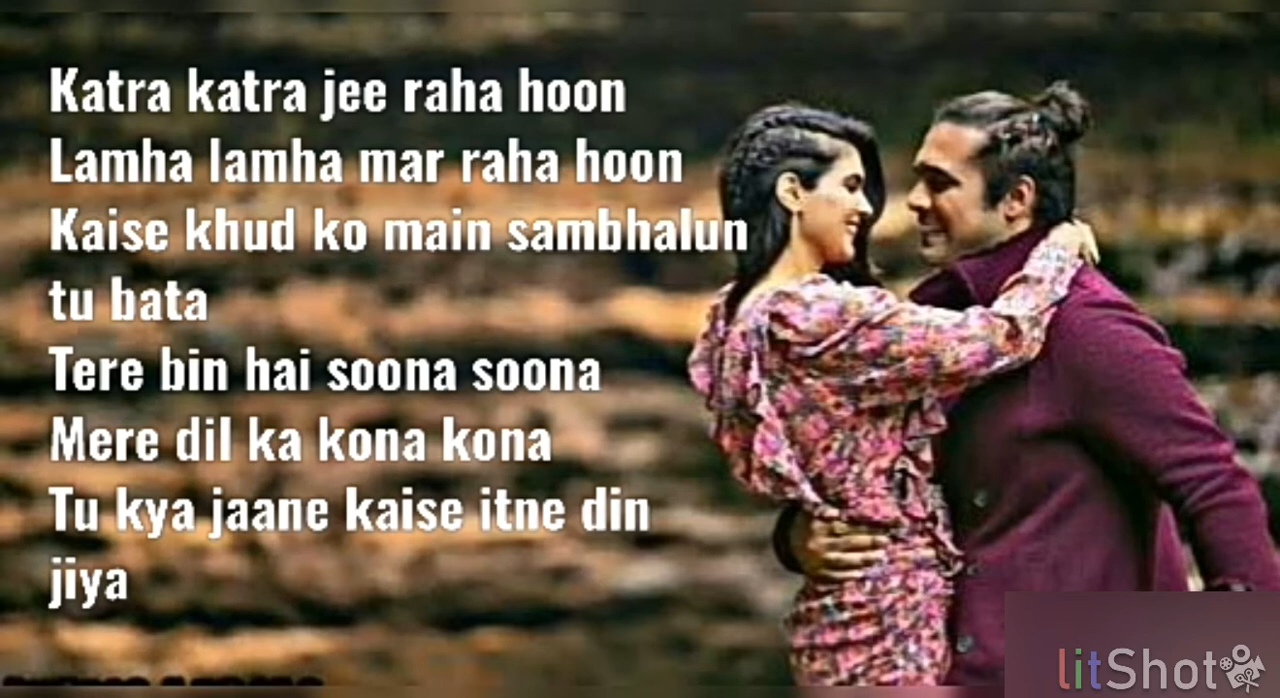 Katra katra jee raha hoon
Lamha lamha mar raha hoon
Kaise khud ko main sambhalun
tu bata
Tere bin hai soona soona
Mere dil ka kona kona
Tu kya jaane kaise itne din
jiya
litShot